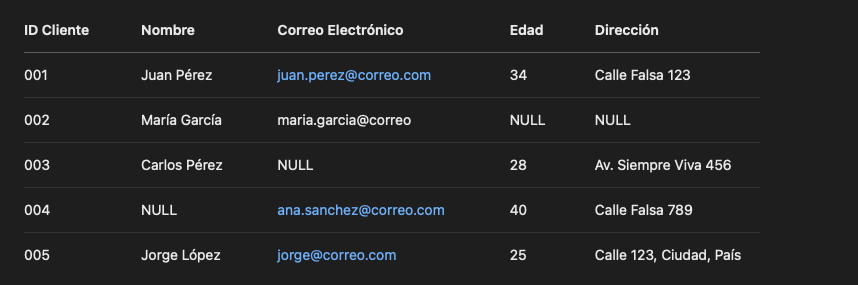 ID Cliente Nombre Correo Electrónico Edad Dirección
001 Juan Pérez juan.perez@correo.com 34 Calle Falsa 123
002 María García maria.garcia@correo NULL NULL
003 Carlos Pérez NULL 28 Av. Siempre Viva 456
004 NULL ana.sanchez@correo.com 40 Calle Falsa 789
005 Jorge López jorge@correo.com 25 Calle 123, Ciudad, País